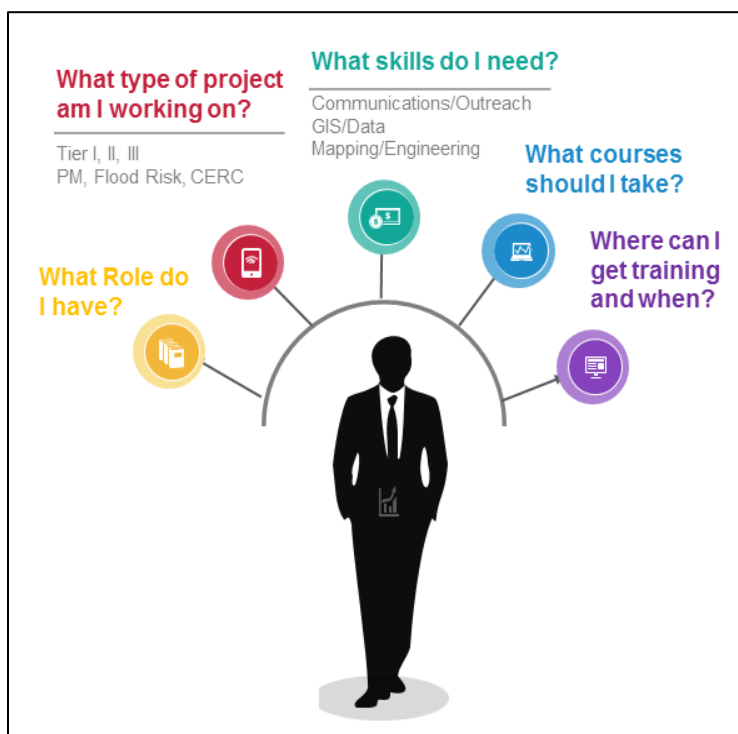 What type of project
am I working on?
Tier I, II, III
PM, Flood Risk, CERC
What skills do I need?
Communications/Outreach
GIS/Data
Mapping/Engineering
What courses
should I take?
Where can I
get training
and when?
What Role do
I have?